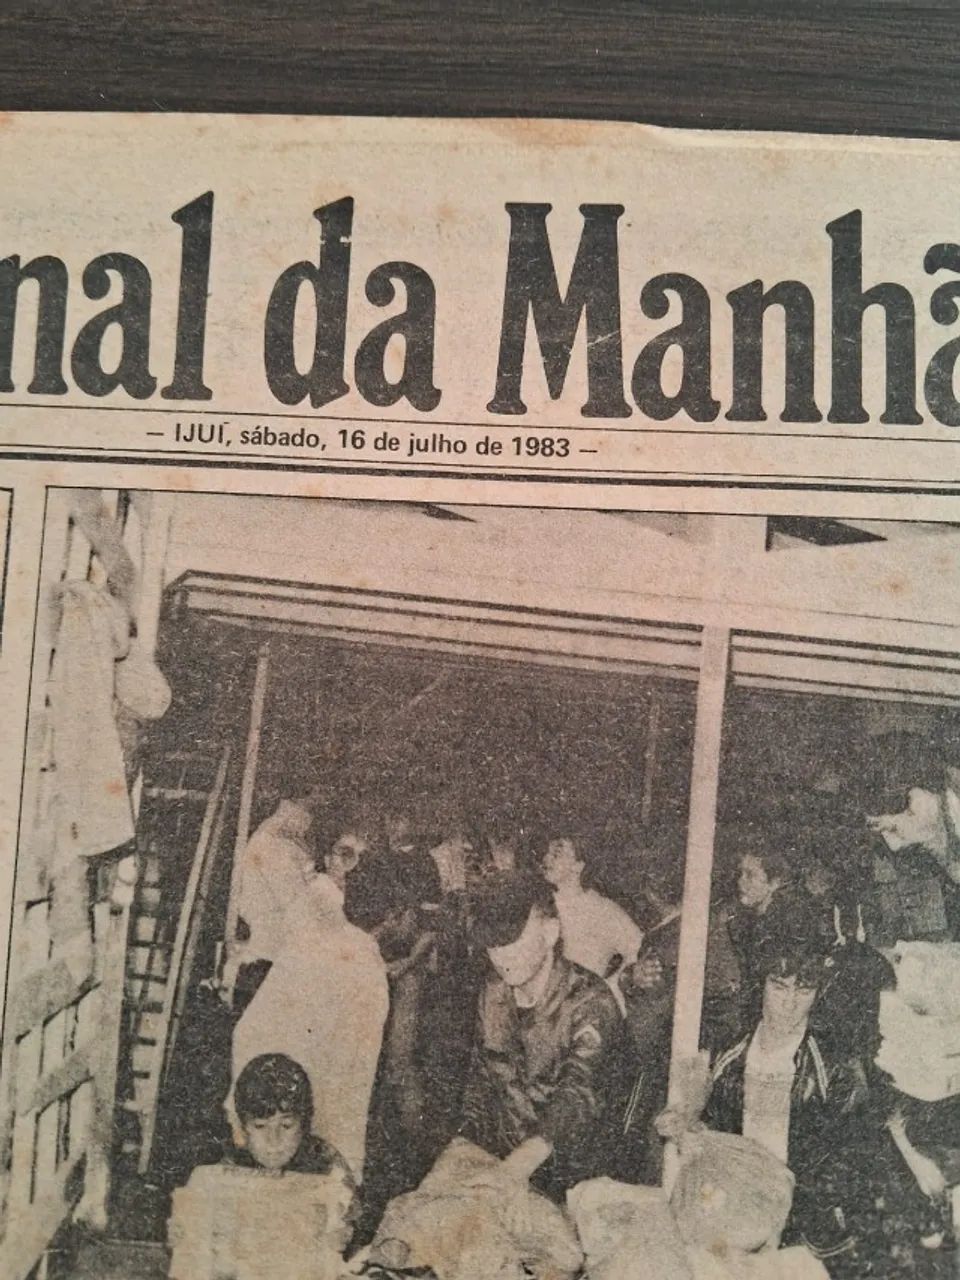 nal da Manhã
— IJUÍ, sábado, 16 de julho de 1983 —